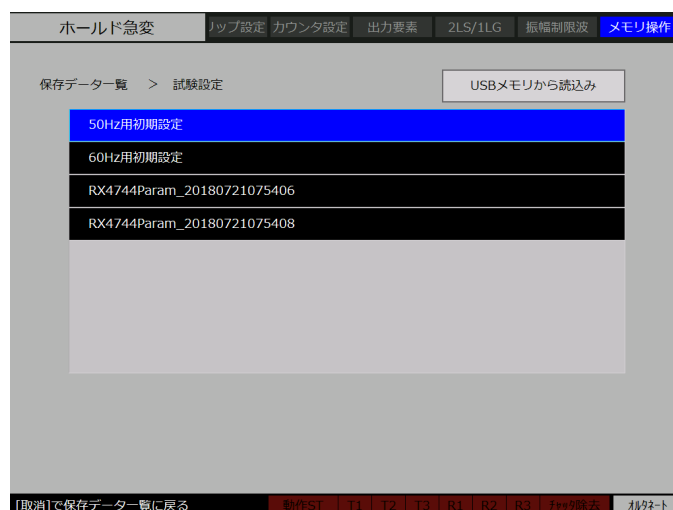 ホールド急変 リップ設定 カウンタ設定 出力要素 2LS/1LG 振幅制限波 メモリ操作
保存データ一覧 > 試験設定 USBメモリから読込み
50Hz用初期設定
60Hz用初期設定
RX4744Param_20180721075406
RX4744Param_20180721075408
[取消]で保存データ一覧に戻る 動作ST T1 T2 T3 R1 R2 R3 ﾁｬｯﾀ除去 ｵﾙﾀﾈｰﾄ